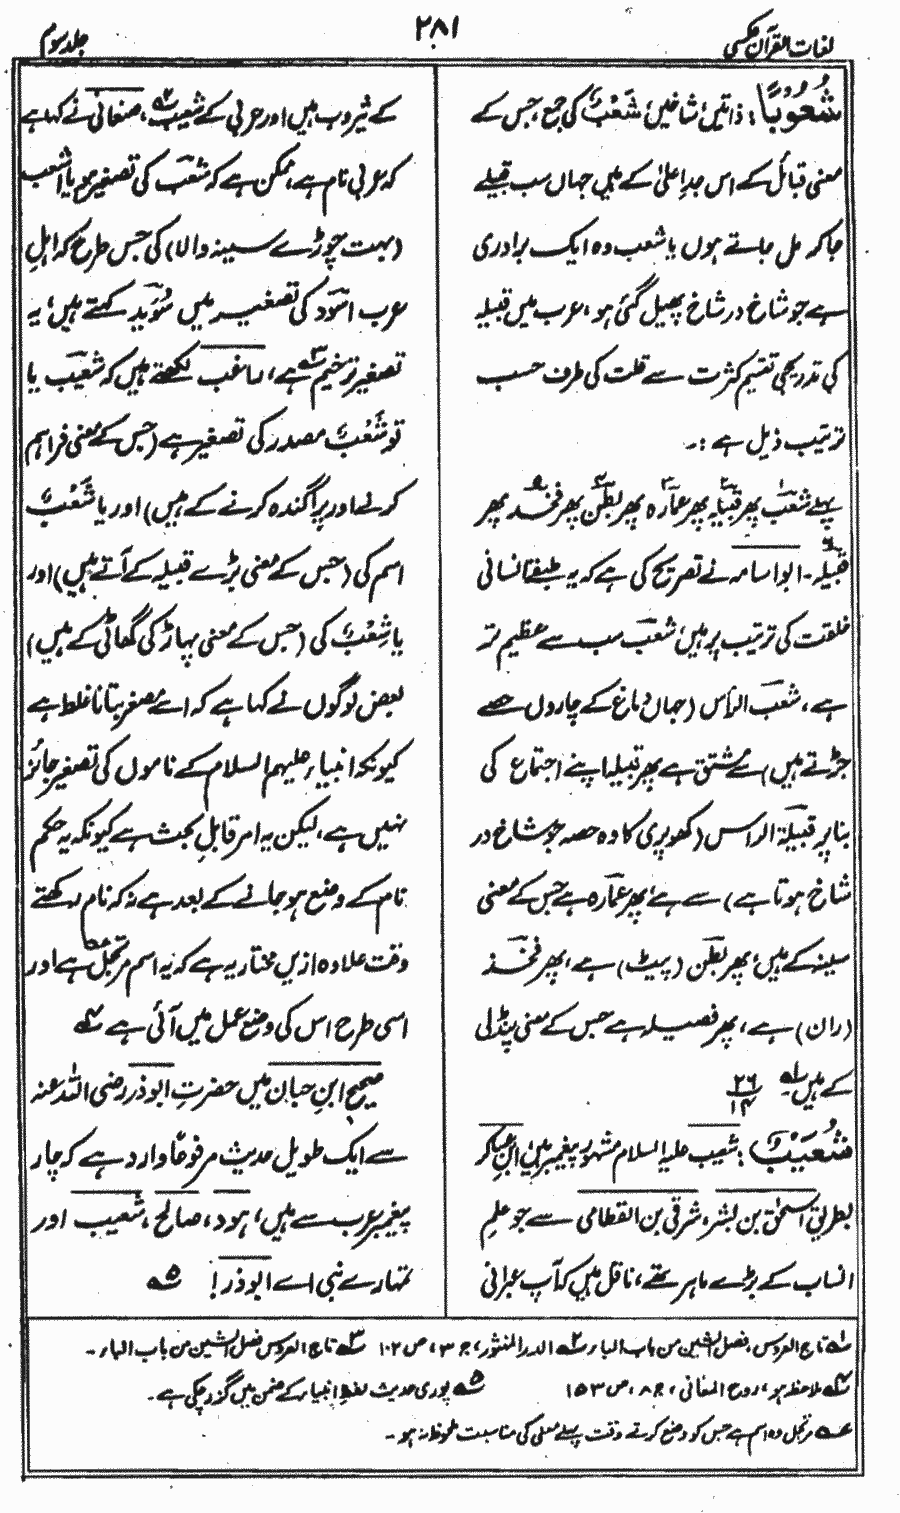 لغات القرآن عکسی
۲۸۱
جلد سوم
شُعُوْبًا: ذاتیں، شاخیں، شَعْبٌ کی جمع، جس کے
معنی قبائل کے اس جدِ اعلیٰ کے ہیں جہاں سب قبیلے
جا کر مل جاتے ہوں یا شعب وہ ایک برادری
ہے جو شاخ در شاخ پھیل گئی ہو، عرب میں قبیلہ
کی تدریجی تقسیم کثرت سے قلت کی طرف حسب
ترتیب ذیل ہے :۔
پہلے شعب پھر قبیلہ پھر عمارہ پھر بطن پھر فخذ پھر
فصیلہ۔ ابو اسامہ نے تصریح کی ہے کہ یہ طبقے انسانی
خلقت کی ترتیب پر ہیں، شعب سب سے عظیم تر
ہے، شعب الرأس (جہاں دماغ کے چاروں حصے
جڑتے ہیں) سے مشتق ہے پھر قبیلہ اپنے اجتماع کی
بنا پر قبیلۃ الراس (کھوپری کا وہ حصہ جو شاخ در
شاخ ہوتا ہے) سے ہے، پھر عمارہ ہے جس کے معنی
سینہ کے ہیں، پھر بطن (پیٹ) ہے، پھر فخذ
(ران) ہے، پھر فصیلہ ہے جس کے معنی پنڈلی
کے ہیں ۱؎ ۲۶/۱۴
شُعَیْبٌ: شعیب علیہ السلام مشہور پیغمبر ہیں، ابن عساکر
بطریق اسحٰق بن بشر، شرقی بن القطامی سے جو علمِ
انساب کے بڑے ماہر تھے، ناقل ہیں کہ آپ عبرانی
کے یثروب ہیں اور عربی کے شعیب ۲؎، صنعانی نے کہا ہے
کہ عربی نام ہے، ممکن ہے کہ شعب کی تصغیر ہو یا اشعب
(بہت چوڑے سینہ والا) کی جس طرح کہ اہلِ
عرب اسود کی تصغیر میں سُوَید کہتے ہیں، یہ
تصغیر ترخیم ۳؎ ہے، راغب لکھتے ہیں کہ شعیب یا
تو شَعْبٌ مصدر کی تصغیر ہے (جس کے معنی فراہم
کرنے اور پراگندہ کرنے کے ہیں) اور یا شَعْبٌ
اسم کی (جس کے معنی بڑے قبیلہ کے آتے ہیں) اور
یا شِعْبٌ کی (جس کے معنی پہاڑ کی گھاٹی کے ہیں)
بعض لوگوں نے کہا ہے کہ اسے مصغر بتانا غلط ہے
کیونکہ انبیاء علیہم السلام کے ناموں کی تصغیر جائز
نہیں ہے، لیکن یہ امر قابلِ بحث ہے کیونکہ یہ حکم
نام کے وضع ہو جانے کے بعد ہے نہ کہ نام رکھتے
وقت علاوہ ازیں مختار یہ ہے کہ یہ اسم مرتجل عہ ہے اور
اسی طرح اس کی وضع عمل میں آئی ہے ۴؎
صحیح ابنِ حبان میں حضرتِ ابوذر رضی اللہ عنہ
سے ایک طویل حدیث مرفوعًا وارد ہے کہ چار
پیغمبر عرب سے ہیں، ہود، صالح، شعیب اور
تمہارے نبی اے ابوذر! ۵؎
۱؎ تاج العروس، فصل الشین من باب الباء ۲؎ الدر المنثور، ج ۳، ص ۱۰۲ ۳؎ تاج العروس فصل الشین من باب الباء۔
۴؎ ملاحظہ ہو، روح المعانی، ج ۸، ص ۱۵۳ ۵؎ پوری حدیث لفظِ انبیاء کے ضمن میں گزر چکی ہے۔
عہ مرتجل وہ اسم ہے جس کو وضع کرتے وقت پہلے معنی کی مناسبت ملحوظ نہ ہو۔